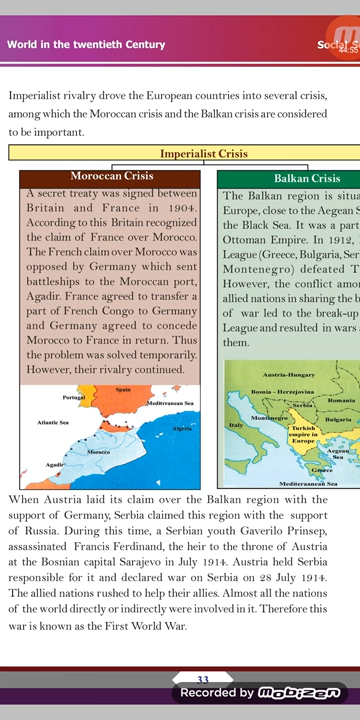 World in the twentieth Century
Social S
44:55
Imperialist rivalry drove the European countries into several crisis,
among which the Moroccan crisis and the Balkan crisis are considered
to be important.
Imperialist Crisis
Moroccan Crisis
A secret treaty was signed between
Britain and France in 1904.
According to this Britain recognized
the claim of France over Morocco.
The French claim over Morocco was
opposed by Germany which sent
battleships to the Moroccan port,
Agadir. France agreed to transfer a
part of French Congo to Germany
and Germany agreed to concede
Morocco to France in return. Thus
the problem was solved temporarily.
However, their rivalry continued.
Portugal
Spain
Mediterranean Sea
Atlantic Sea
Algeria
Morocco
Agadir
Balkan Crisis
The Balkan region is situa
Europe, close to the Aegean S
the Black Sea. It was a part
Ottoman Empire. In 1912,
League (Greece, Bulgaria, Ser
Montenegro) defeated T
However, the conflict amo
allied nations in sharing the b
of war led to the break-up
League and resulted in wars
them.
Austria-Hungary
Bosnia - Herzejovina
Romania
Serbia
Montenegro
Bulgaria
Italy
Turkish
empire in
Europe
Aegean
Sea
Greece
Mediteraanean Sea
When Austria laid its claim over the Balkan region with the
support of Germany, Serbia claimed this region with the support
of Russia. During this time, a Serbian youth Gaverilo Prinsep,
assassinated Francis Ferdinand, the heir to the throne of Austria
at the Bosnian capital Sarajevo in July 1914. Austria held Serbia
responsible for it and declared war on Serbia on 28 July 1914.
The allied nations rushed to help their allies. Almost all the nations
of the world directly or indirectly were involved in it. Therefore this
war is known as the First World War.
33
Recorded by Mobizen